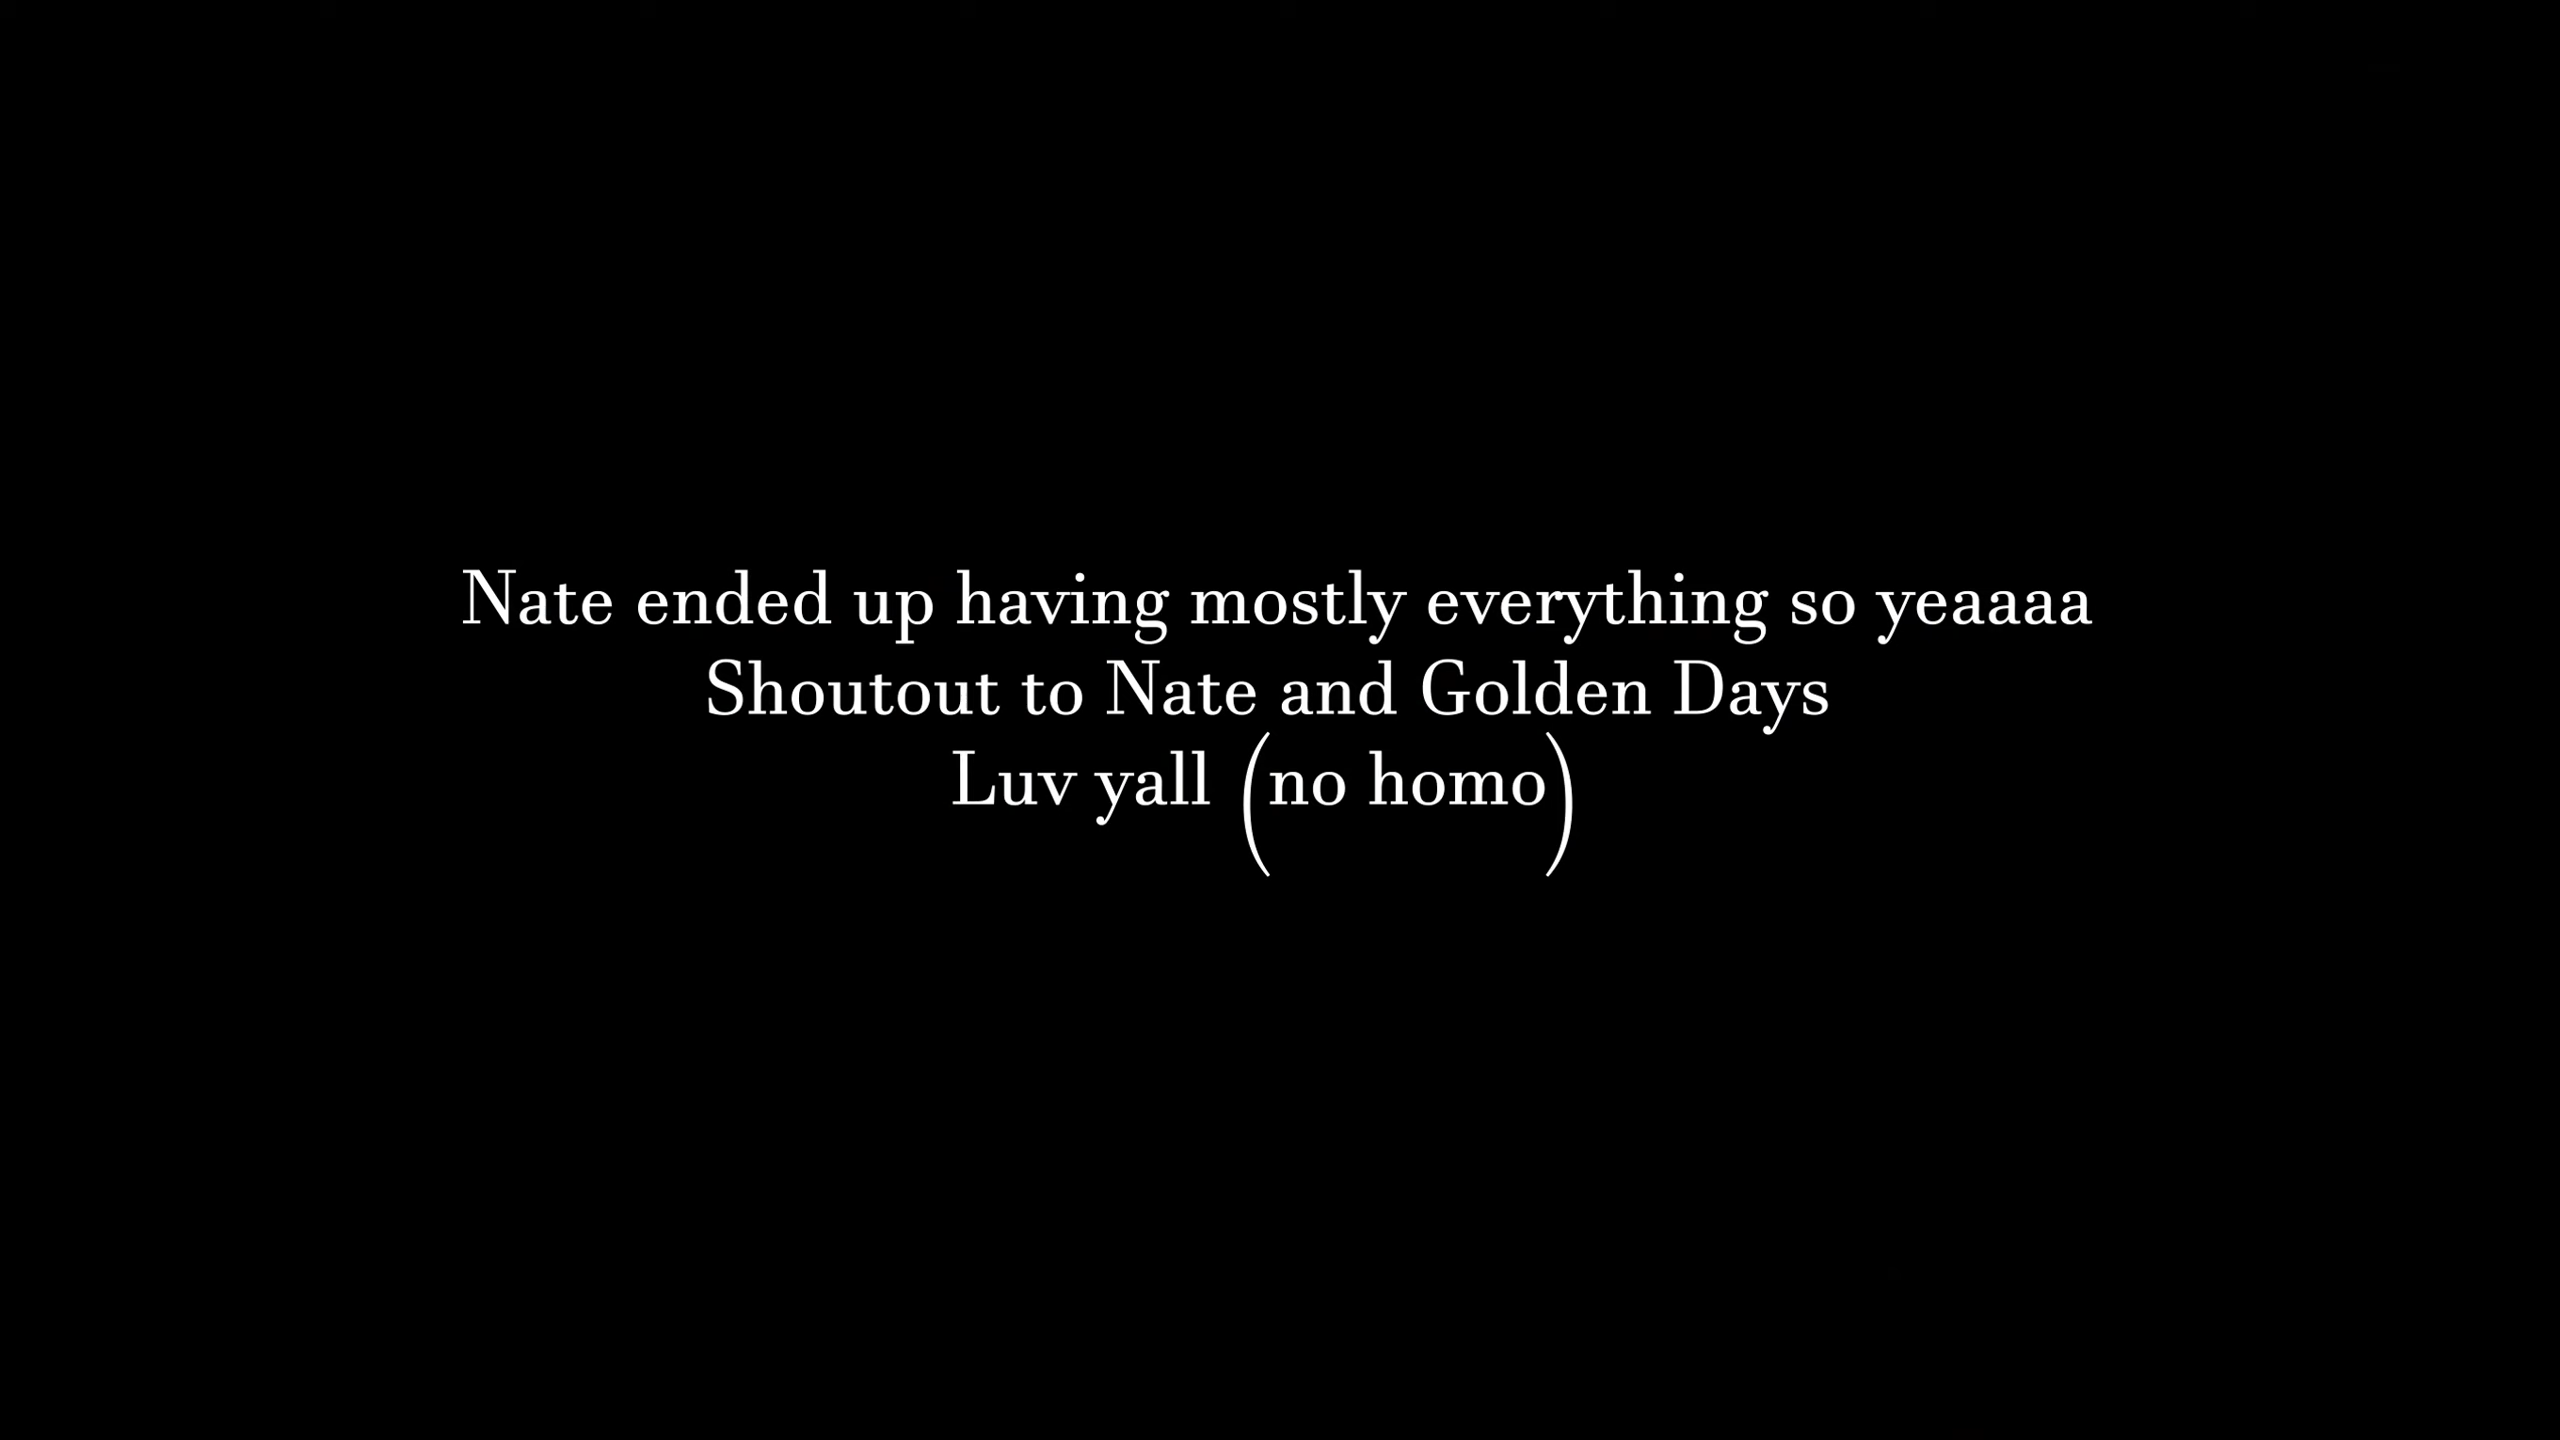 Nate ended up having mostly everything so yeaaaa
Shoutout to Nate and Golden Days
Luv yall (no homo)